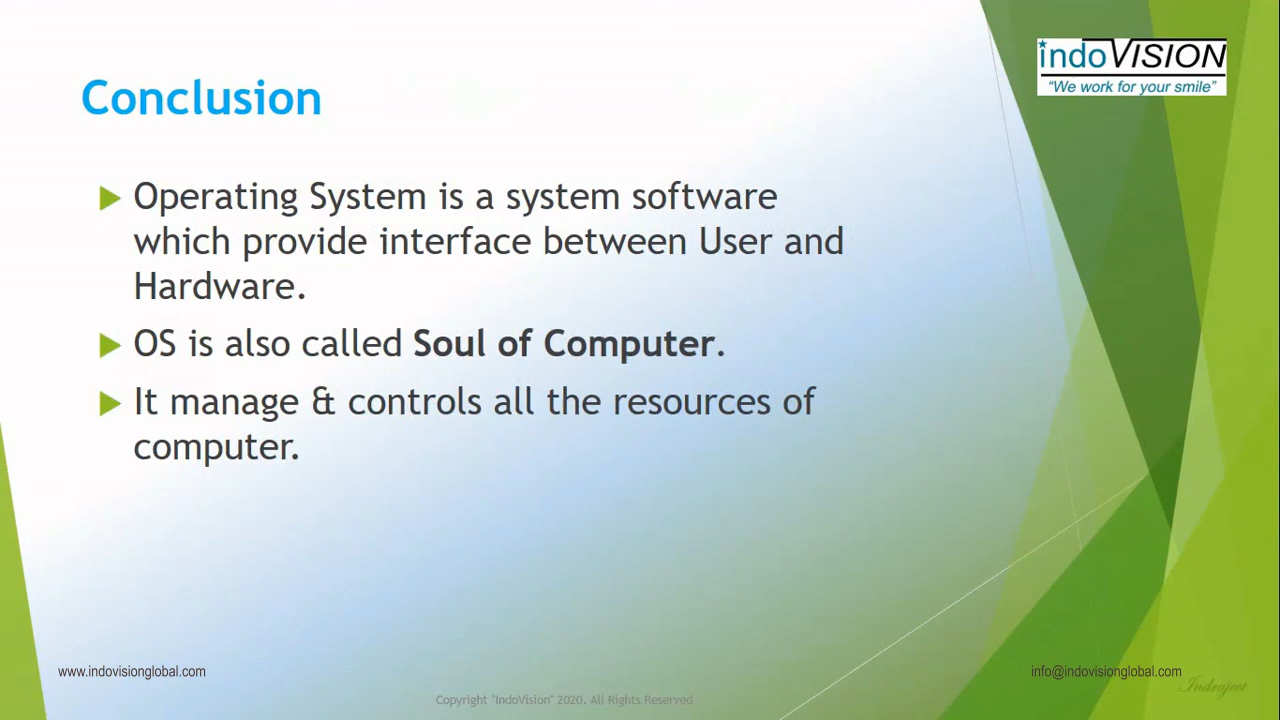 indoVISION
"We work for your smile"
Conclusion
Operating System is a system software
which provide interface between User and
Hardware.
OS is also called Soul of Computer.
It manage & controls all the resources of
computer.
www.indovisionglobal.com
info@indovisionglobal.com
Indrajeet
Copyright "IndoVision" 2020. All Rights Reserved